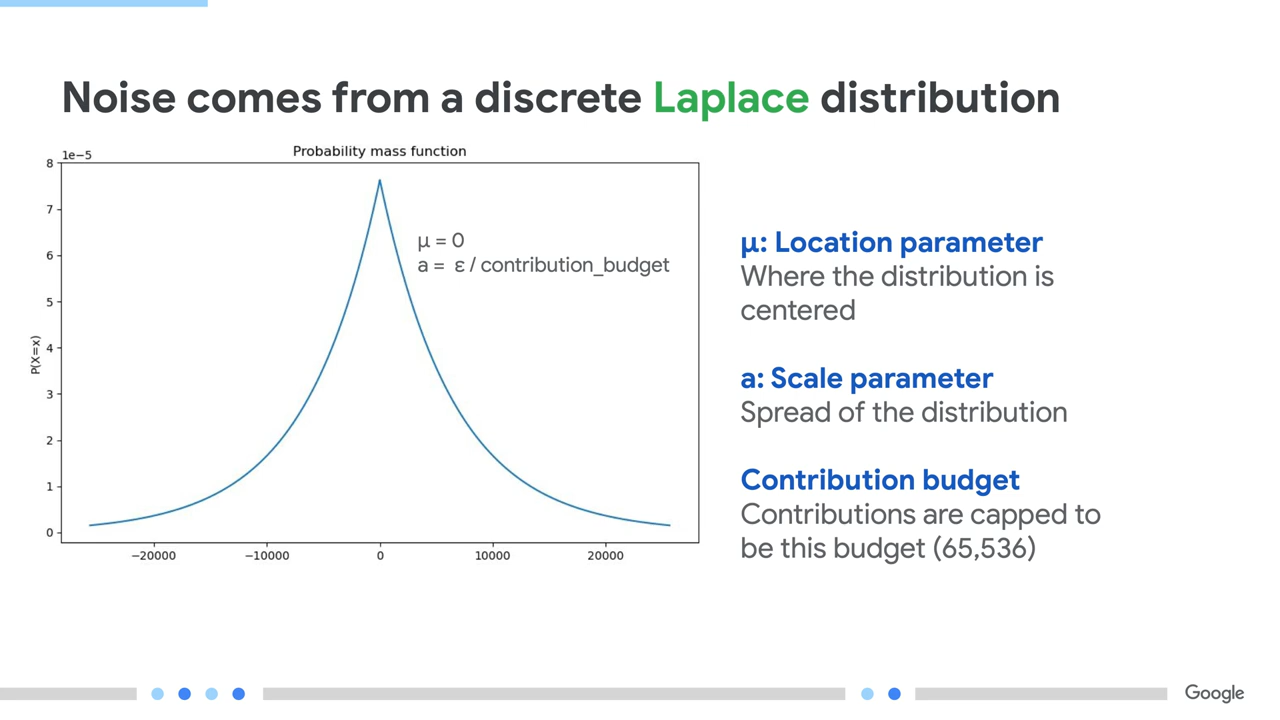 Noise comes from a discrete Laplace distribution
1e−5
Probability mass function
8
7
6
5
4
3
2
1
0
P(X=x)
−20000
−10000
0
10000
20000
μ = 0
a = ε / contribution_budget
μ: Location parameter
Where the distribution is
centered
a: Scale parameter
Spread of the distribution
Contribution budget
Contributions are capped to
be this budget (65,536)
Google